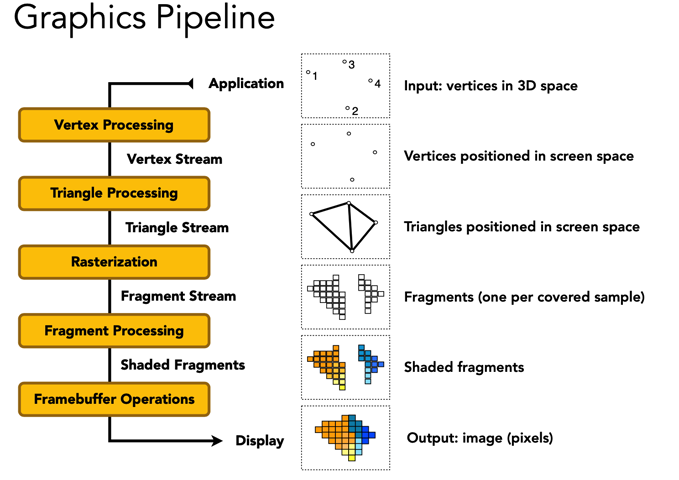 Graphics Pipeline
Application
1
3
4
2
Input: vertices in 3D space
Vertex Processing
Vertex Stream
Vertices positioned in screen space
Triangle Processing
Triangle Stream
Triangles positioned in screen space
Rasterization
Fragment Stream
Fragments (one per covered sample)
Fragment Processing
Shaded Fragments
Shaded fragments
Framebuffer Operations
Display
Output: image (pixels)